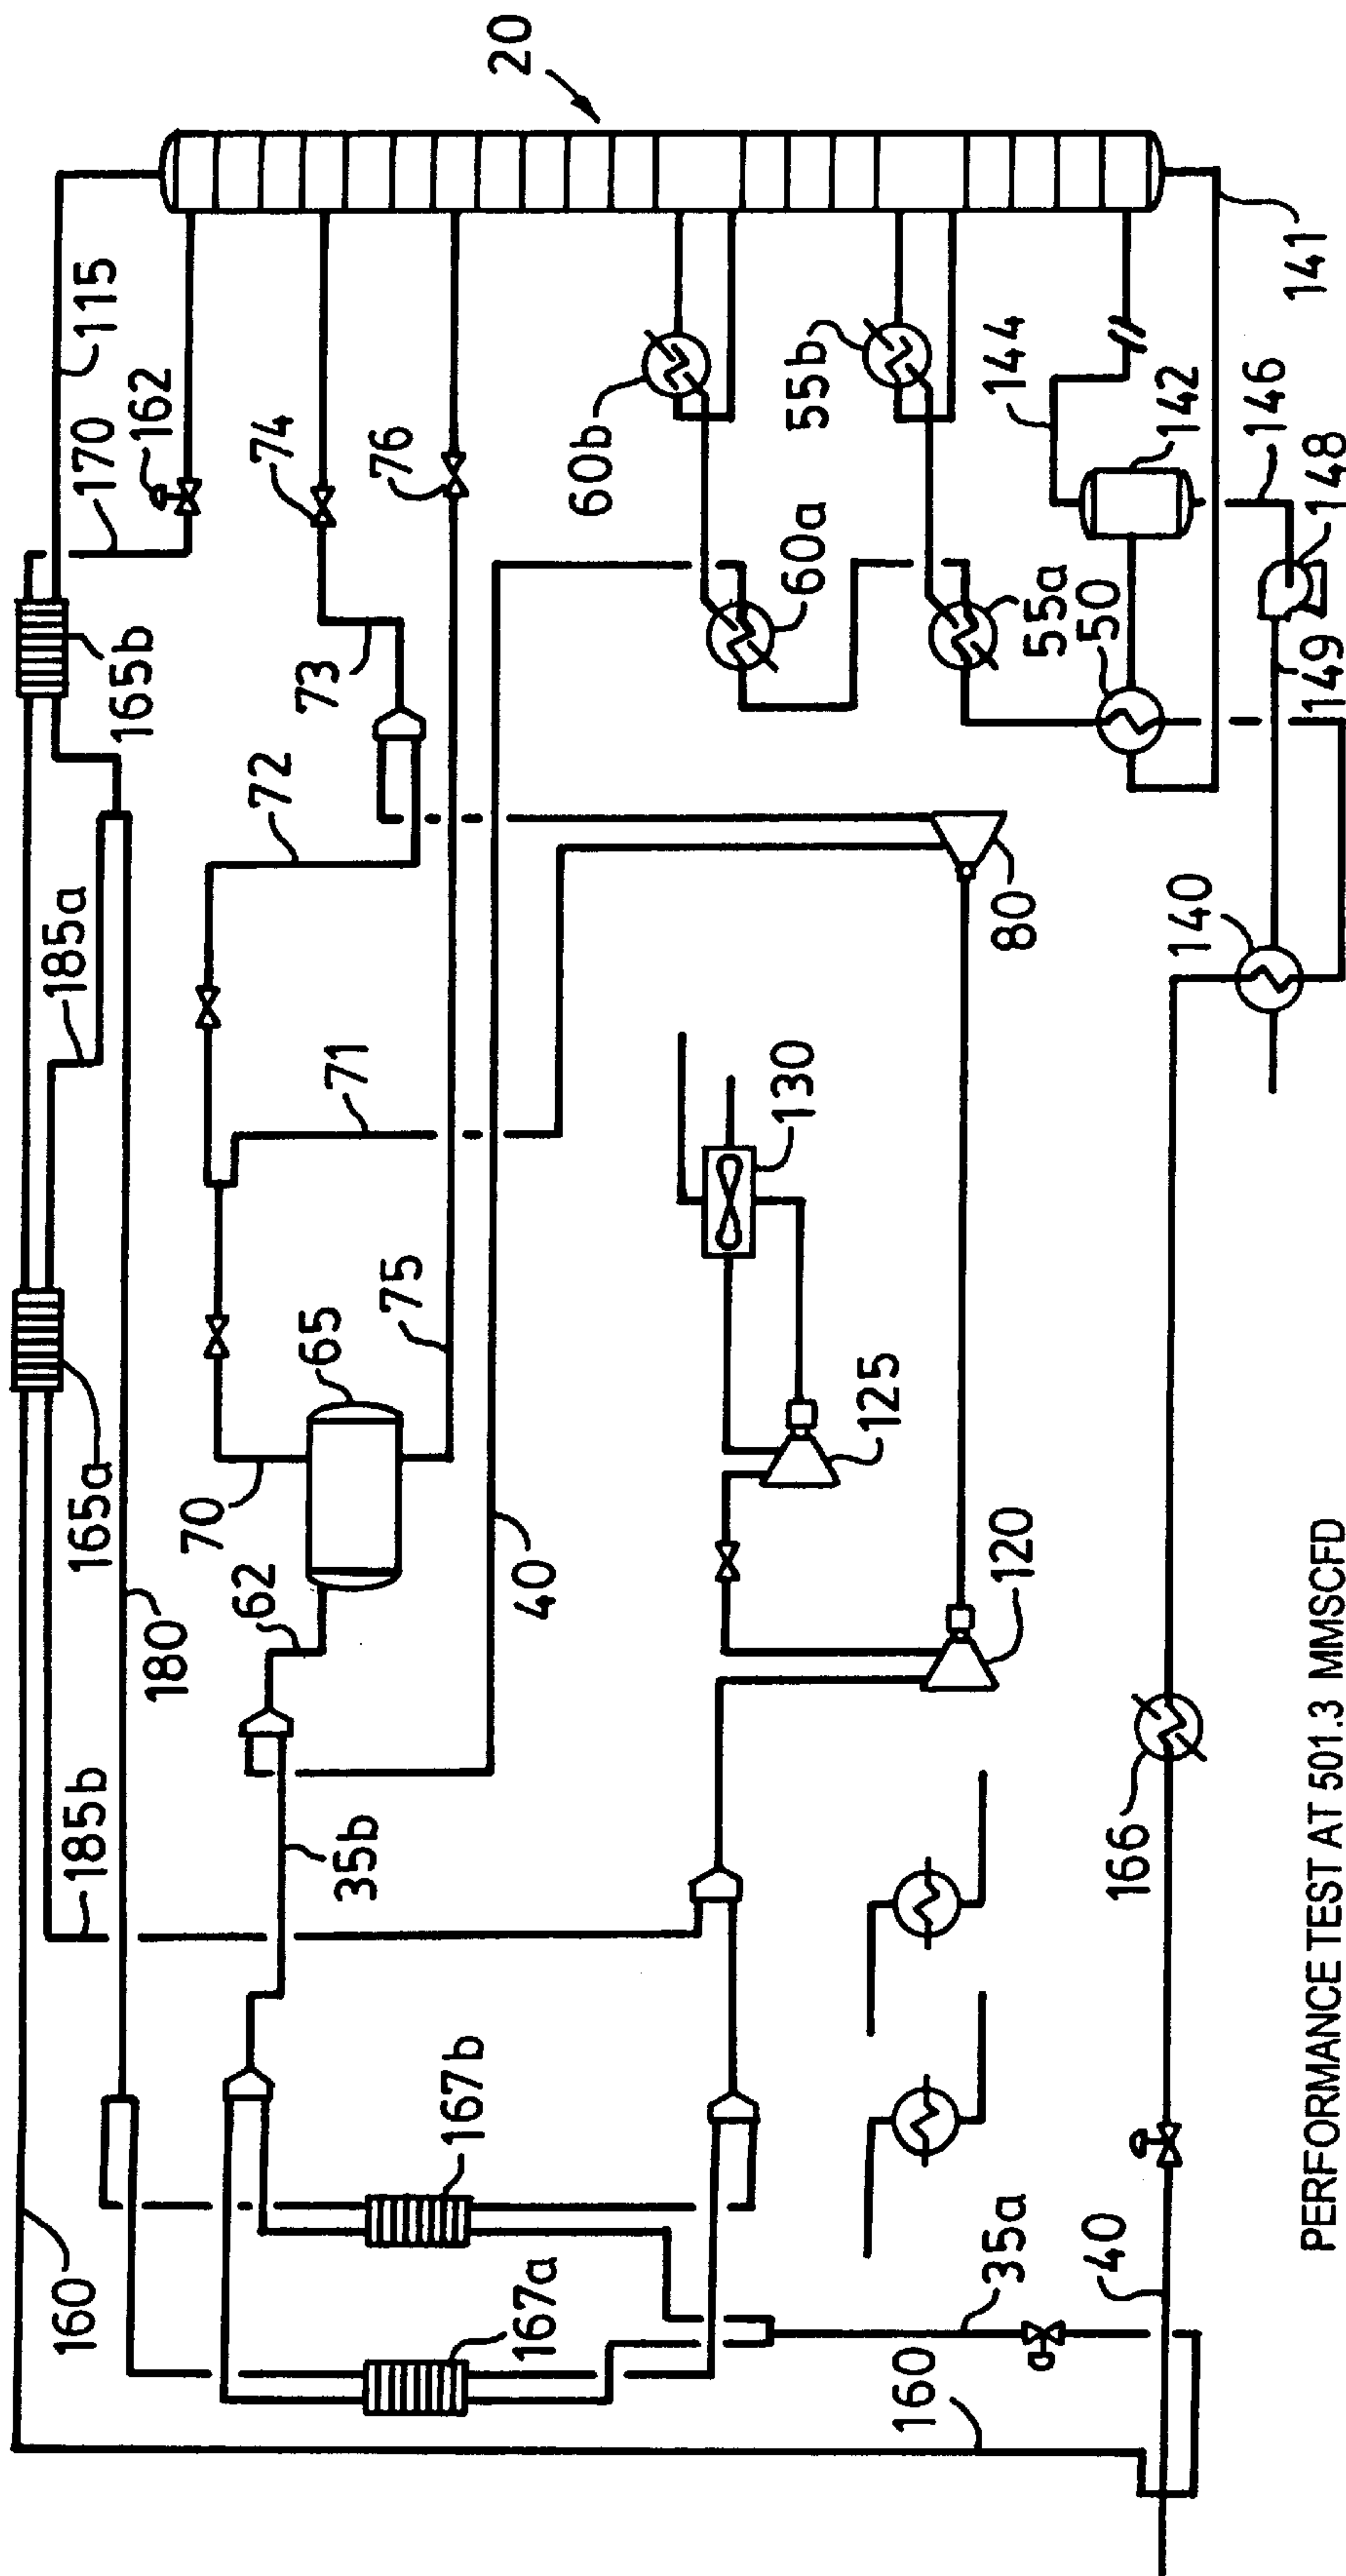 20
115
170
162
74
76
60b
55b
144
142
146
148
60a
55a
50
149
141
165b
73
72
185a
80
140
71
130
65
75
125
165a
70
62
40
120
180
185b
35b
166
167b
160
167a
35a
40
160
PERFORMANCE TEST AT 501.3 MMSCFD